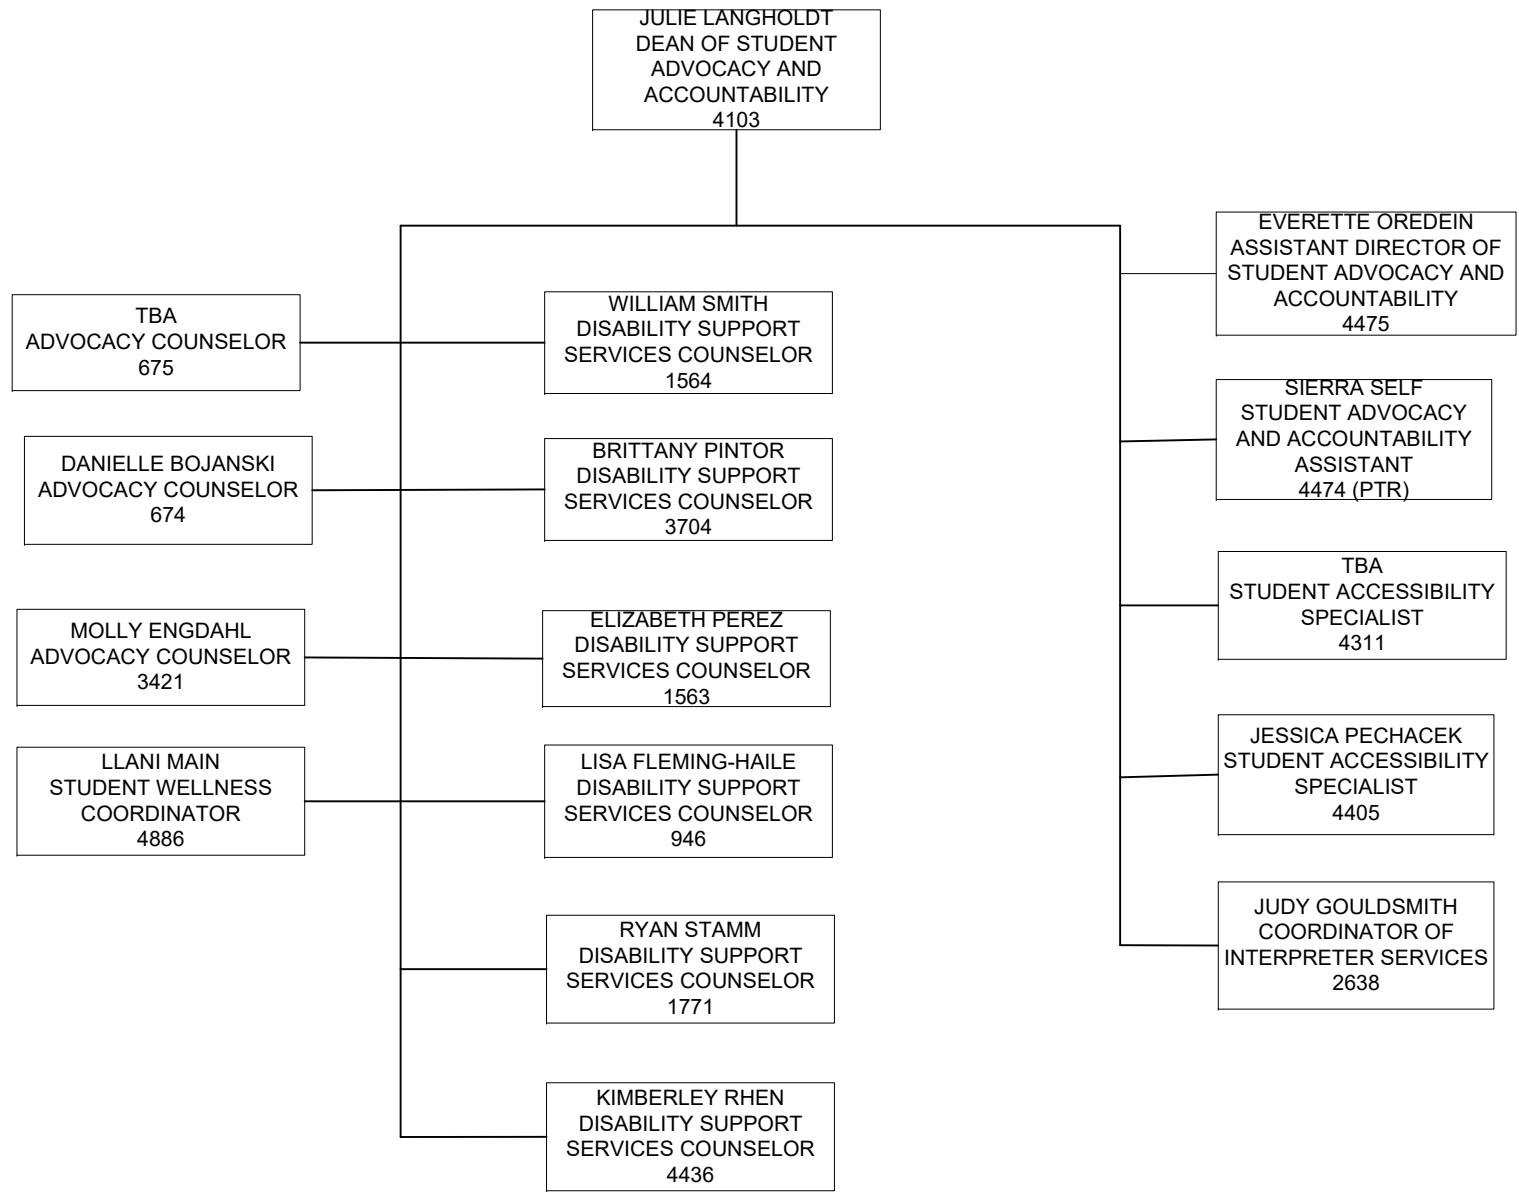 JULIE LANGHOLDT
DEAN OF STUDENT
ADVOCACY AND
ACCOUNTABILITY
4103
TBA
ADVOCACY COUNSELOR
675
DANIELLE BOJANSKI
ADVOCACY COUNSELOR
674
MOLLY ENGDAHL
ADVOCACY COUNSELOR
3421
LLANI MAIN
STUDENT WELLNESS
COORDINATOR
4886
WILLIAM SMITH
DISABILITY SUPPORT
SERVICES COUNSELOR
1564
BRITTANY PINTOR
DISABILITY SUPPORT
SERVICES COUNSELOR
3704
ELIZABETH PEREZ
DISABILITY SUPPORT
SERVICES COUNSELOR
1563
LISA FLEMING-HAILE
DISABILITY SUPPORT
SERVICES COUNSELOR
946
RYAN STAMM
DISABILITY SUPPORT
SERVICES COUNSELOR
1771
KIMBERLEY RHEN
DISABILITY SUPPORT
SERVICES COUNSELOR
4436
EVERETTE OREDEIN
ASSISTANT DIRECTOR OF
STUDENT ADVOCACY AND
ACCOUNTABILITY
4475
SIERRA SELF
STUDENT ADVOCACY
AND ACCOUNTABILITY
ASSISTANT
4474 (PTR)
TBA
STUDENT ACCESSIBILITY
SPECIALIST
4311
JESSICA PECHACEK
STUDENT ACCESSIBILITY
SPECIALIST
4405
JUDY GOULDSMITH
COORDINATOR OF
INTERPRETER SERVICES
2638